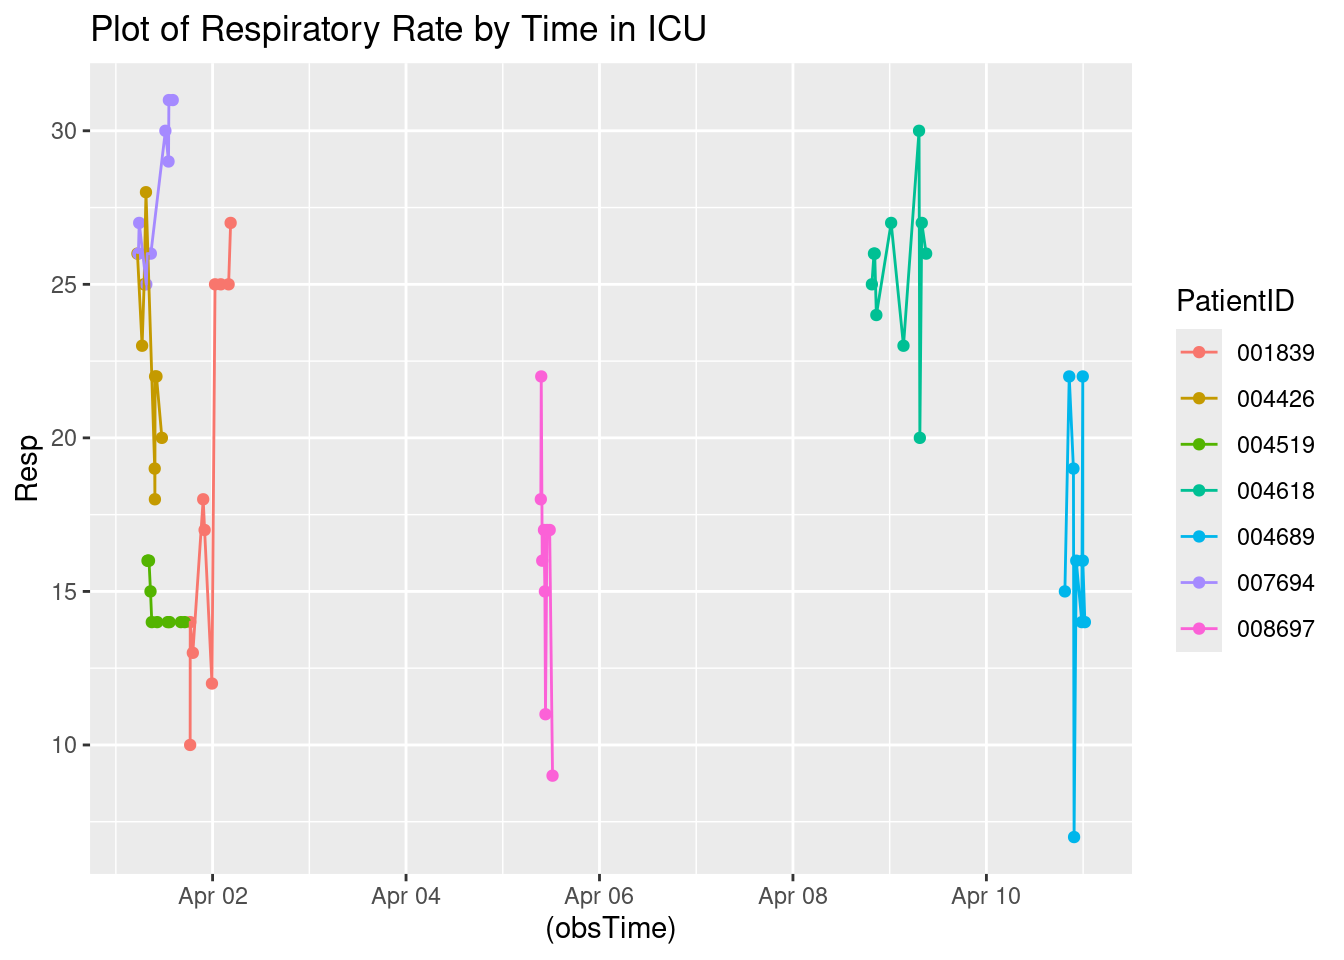 Plot of Respiratory Rate by Time in ICU
Resp
30
25
20
15
10
Apr 02
Apr 04
Apr 06
Apr 08
Apr 10
(obsTime)
PatientID
001839
004426
004519
004618
004689
007694
008697